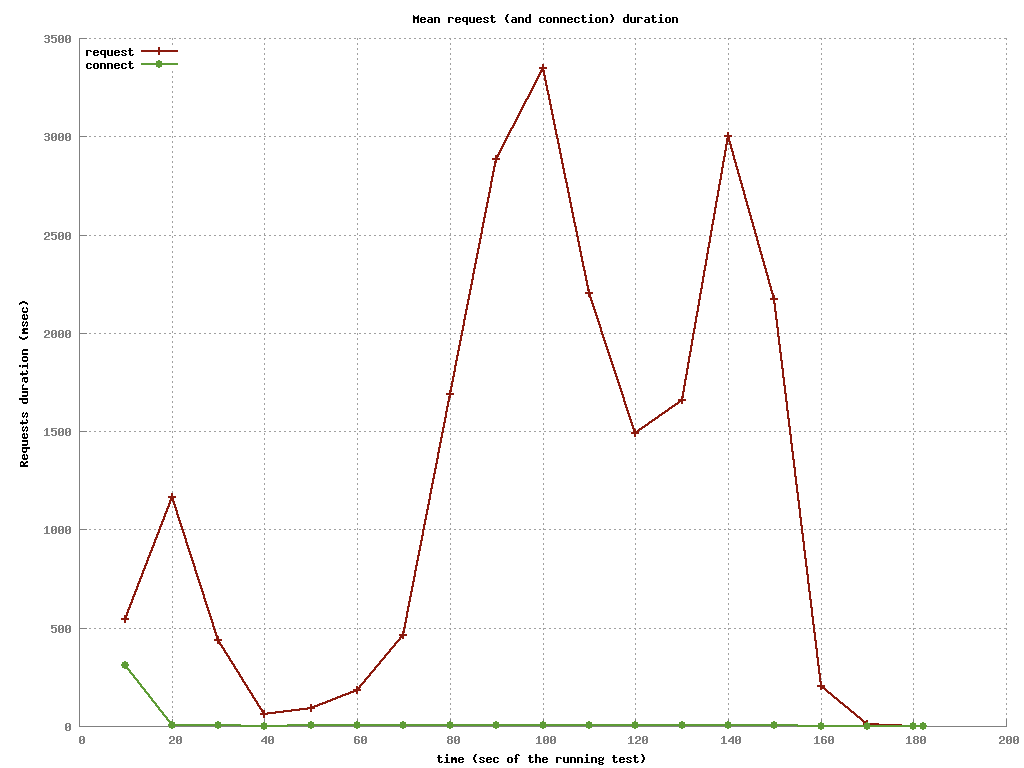 Mean request (and connection) duration
3500
request
connect
3000
2500
2000
1500
1000
500
0
Requests duration (msec)
0 20 40 60 80 100 120 140 160 180 200
time (sec of the running test)